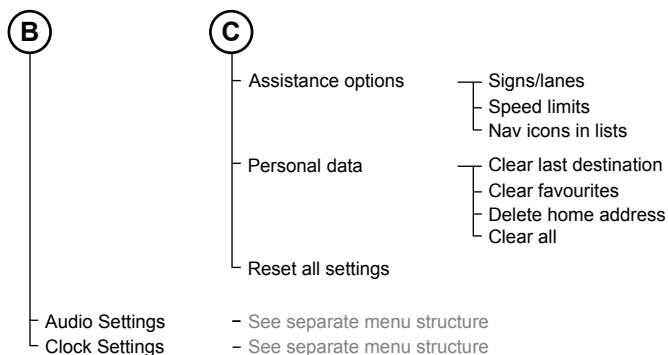 B
C
Assistance options
Signs/lanes
Speed limits
Nav icons in lists
Personal data
Clear last destination
Clear favourites
Delete home address
Clear all
Reset all settings
Audio Settings – See separate menu structure
Clock Settings – See separate menu structure